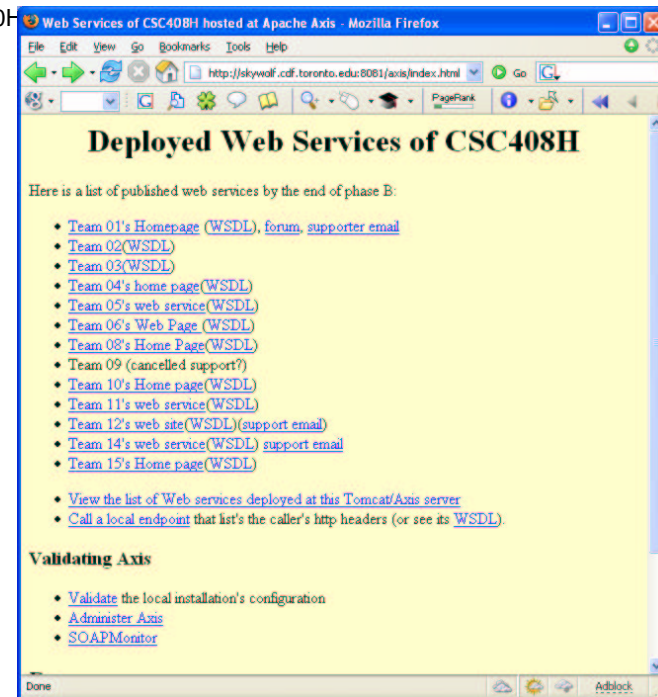 0H
Web Services of CSC408H hosted at Apache Axis - Mozilla Firefox
File Edit View Go Bookmarks Tools Help
http://skywolf.cdf.toronto.edu:8081/axis/index.html Go G
G PageRank
Deployed Web Services of CSC408H
Here is a list of published web services by the end of phase B:
• Team 01's Homepage (WSDL), forum, supporter email
• Team 02(WSDL)
• Team 03(WSDL)
• Team 04's home page(WSDL)
• Team 05's web service(WSDL)
• Team 06's Web Page (WSDL)
• Team 08's Home Page(WSDL)
• Team 09 (cancelled support?)
• Team 10's Home page(WSDL)
• Team 11's web service(WSDL)
• Team 12's web site(WSDL)(support email)
• Team 14's web service(WSDL) support email
• Team 15's Home page(WSDL)
• View the list of Web services deployed at this Tomcat/Axis server
• Call a local endpoint that list's the caller's http headers (or see its WSDL).
Validating Axis
• Validate the local installation's configuration
• Administer Axis
• SOAPMonitor
Done Adblock